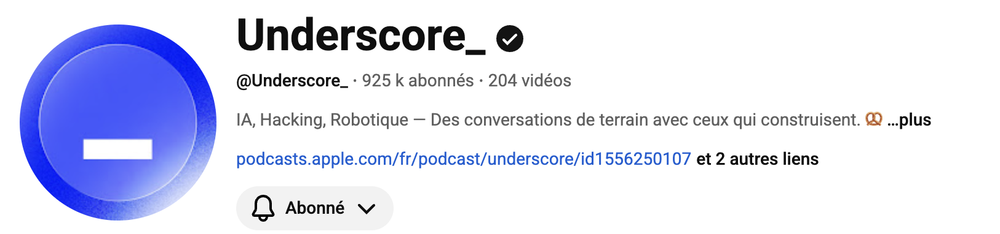 Underscore_
@Underscore_ · 925 k abonnés · 204 vidéos
IA, Hacking, Robotique — Des conversations de terrain avec ceux qui construisent. 🥨 ...plus
podcasts.apple.com/fr/podcast/underscore/id1556250107 et 2 autres liens
Abonné